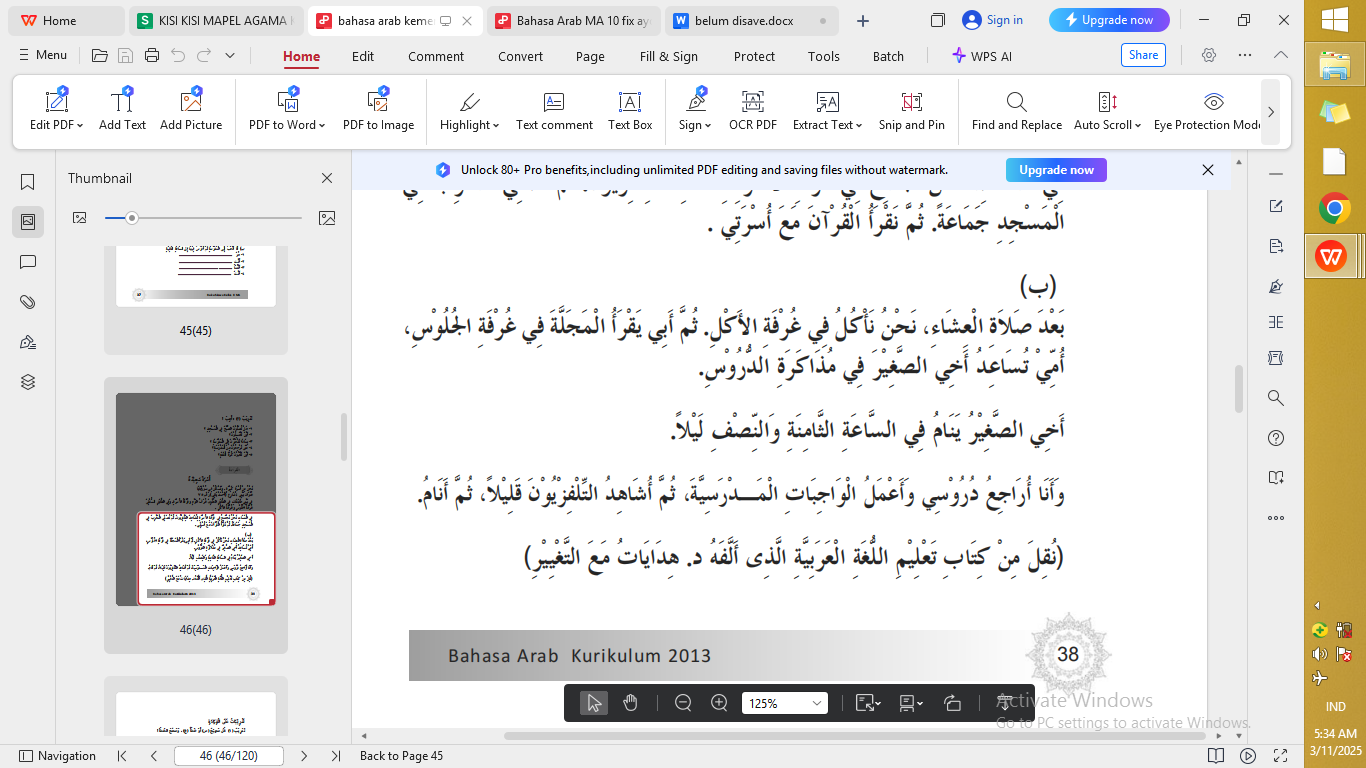 Home
KISI KISI MAPEL AGAMA
bahasa arab keme
Bahasa Arab MA 10 fix ay
belum disave.docx
Sign in
Upgrade now
Menu
Home
Edit
Comment
Convert
Page
Fill & Sign
Protect
Tools
Batch
WPS AI
Share
Edit PDF
Add Text
Add Picture
PDF to Word
PDF to Image
Highlight
Text comment
Text Box
Sign
OCR PDF
Extract Text
Snip and Pin
Find and Replace
Auto Scroll
Eye Protection Mode
Thumbnail
Unlock 80+ Pro benefits,including unlimited PDF editing and saving files without watermark.
Upgrade now
45(45)
46(46)
الْمَسْجِدِ جَمَاعَةً. ثُمَّ نَقْرَأُ الْقُرْآنَ مَعَ أُسْرَتِي .
(ب)
بَعْدَ صَلَاةِ الْعِشَاءِ، نَحْنُ نَأْكُلُ فِي غُرْفَةِ الأَكْلِ. ثُمَّ أَبِي يَقْرَأُ الْمَجَلَّةَ فِي غُرْفَةِ الْجُلُوْسِ،
أُمِّيْ تُسَاعِدُ أَخِي الصَّغِيْرَ فِي مُذَاكَرَةِ الدُّرُوْسِ.
أَخِي الصَّغِيْرُ يَنَامُ فِي السَّاعَةِ الثَّامِنَةِ وَالنِّصْفِ لَيْلاً.
وَأَنَا أُرَاجِعُ دُرُوْسِي وَأَعْمَلُ الْوَاجِبَاتِ الْمَـــدْرَسِيَّةَ، ثُمَّ أُشَاهِدُ التِّلْفِزْيُوْنَ قَلِيْلاً، ثُمَّ أَنَامُ.
(نُقِلَ مِنْ كِتَابِ تَعْلِيْمِ اللُّغَةِ الْعَرَبِيَّةِ الَّذِى أَلَّفَهُ د. هِدَايَاتُ مَعَ التَّغْيِيْرِ)
Bahasa Arab Kurikulum 2013
38
125%
Activate Windows
Go to PC settings to activate Windows.
Navigation
46 (46/120)
Back to Page 45
IND
5:34 AM
3/11/2025